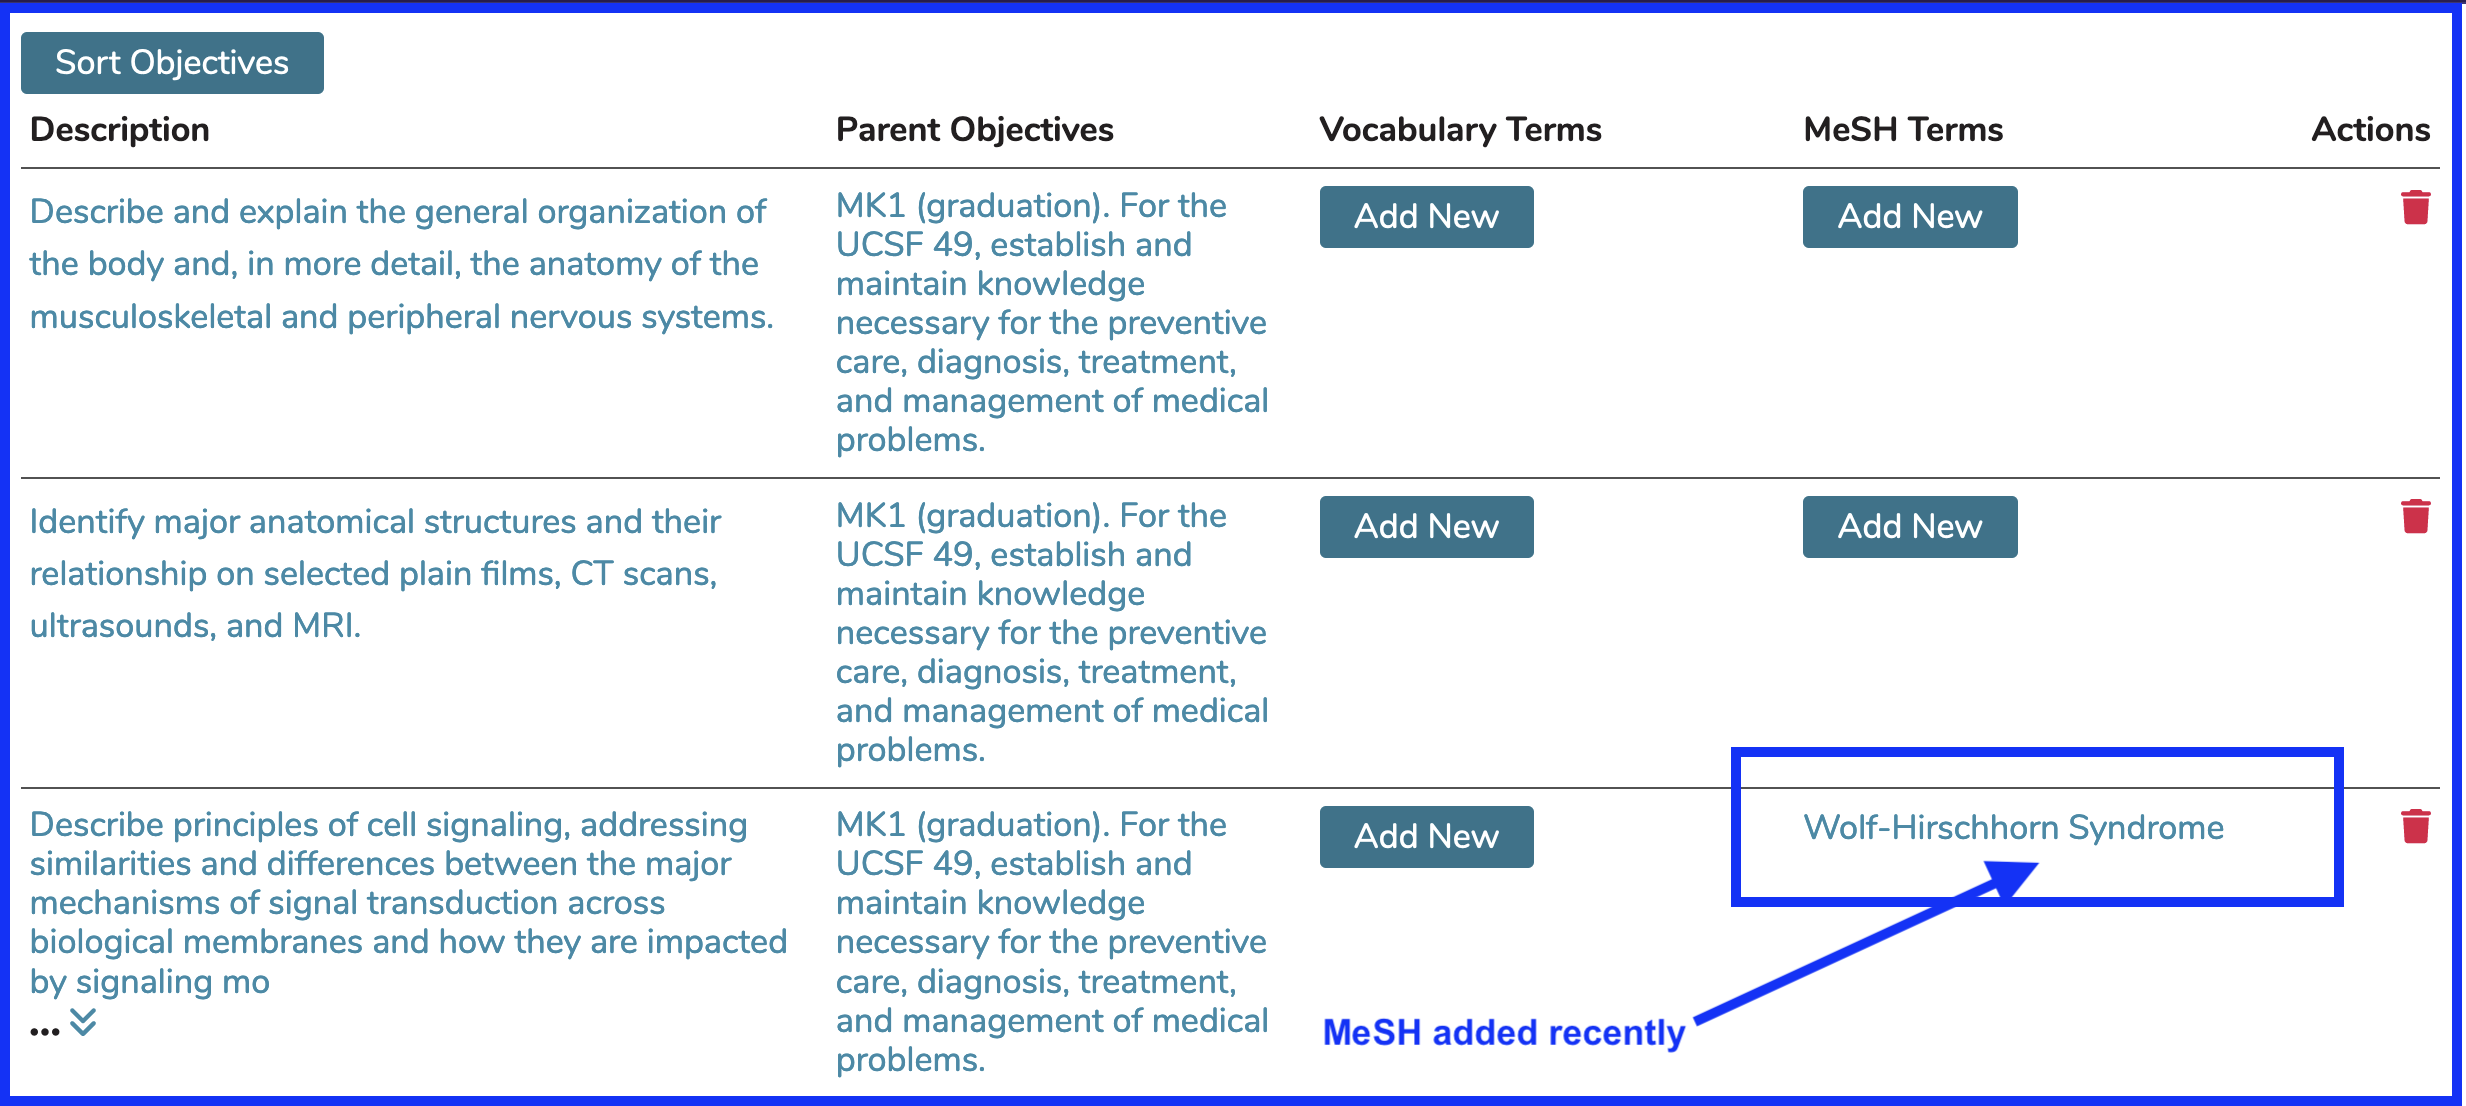 Sort Objectives
Description Parent Objectives Vocabulary Terms MeSH Terms Actions
Describe and explain the general organization of
the body and, in more detail, the anatomy of the
musculoskeletal and peripheral nervous systems.
MK1 (graduation). For the
UCSF 49, establish and
maintain knowledge
necessary for the preventive
care, diagnosis, treatment,
and management of medical
problems.
Add New
Add New
Identify major anatomical structures and their
relationship on selected plain films, CT scans,
ultrasounds, and MRI.
MK1 (graduation). For the
UCSF 49, establish and
maintain knowledge
necessary for the preventive
care, diagnosis, treatment,
and management of medical
problems.
Add New
Add New
Describe principles of cell signaling, addressing
similarities and differences between the major
mechanisms of signal transduction across
biological membranes and how they are impacted
by signaling mo
...
MK1 (graduation). For the
UCSF 49, establish and
maintain knowledge
necessary for the preventive
care, diagnosis, treatment,
and management of medical
problems.
Add New
Wolf-Hirschhorn Syndrome
MeSH added recently